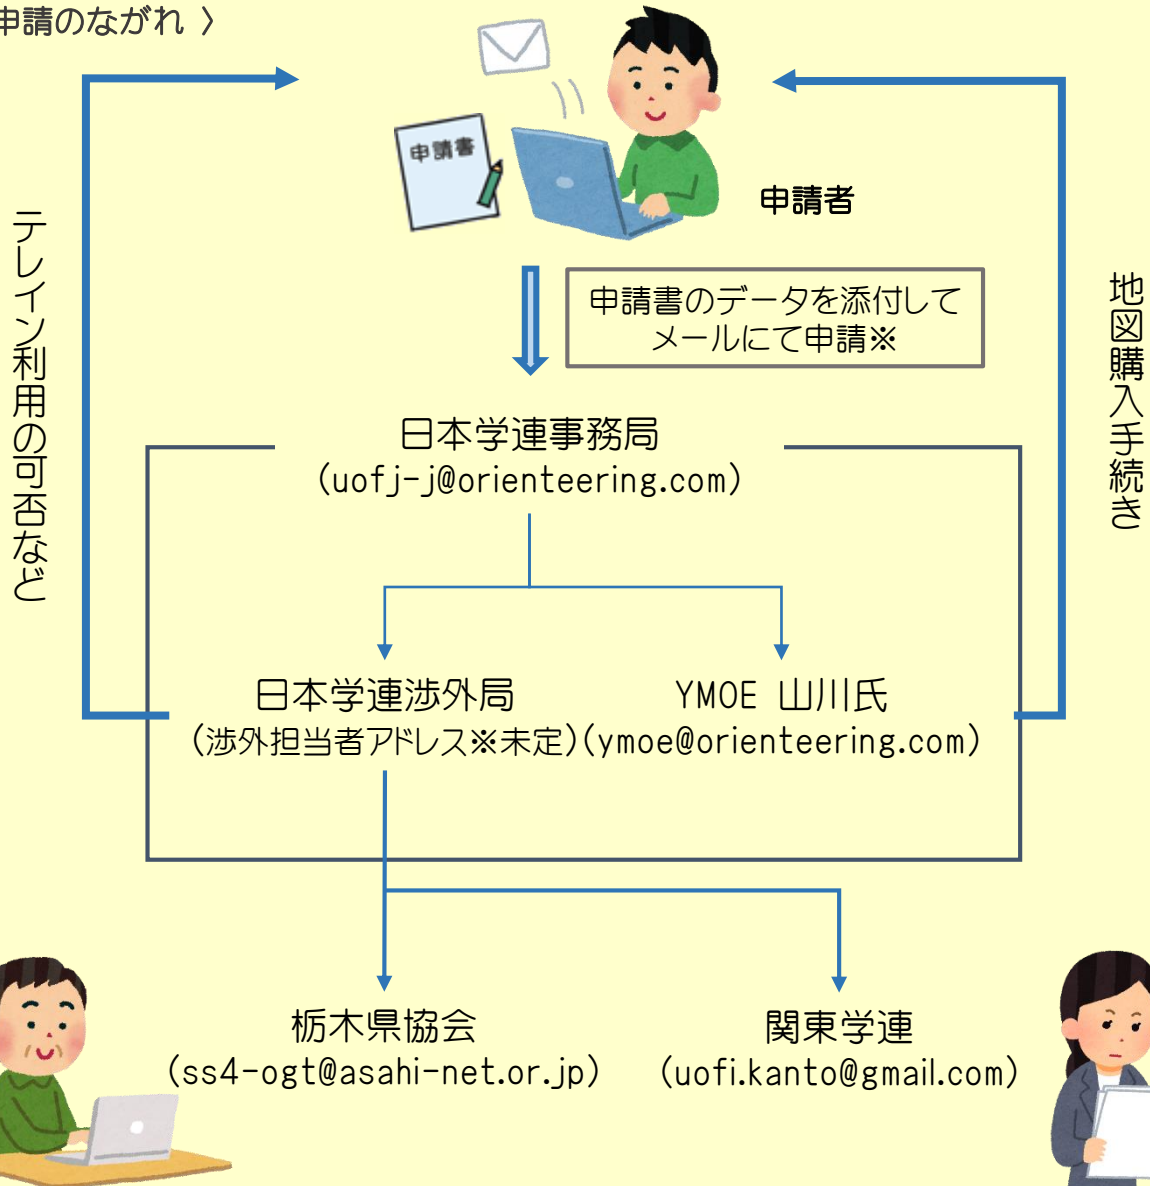 申請のながれ 〉
申請書
申請者
テレイン利用の可否など
地図購入手続き
申請書のデータを添付して
メールにて申請※
日本学連事務局
(uofj-j@orienteering.com)
日本学連渉外局
(渉外担当者アドレス※未定)
YMOE 山川氏
(ymoe@orienteering.com)
栃木県協会
(ss4-ogt@asahi-net.or.jp)
関東学連
(uofi.kanto@gmail.com)